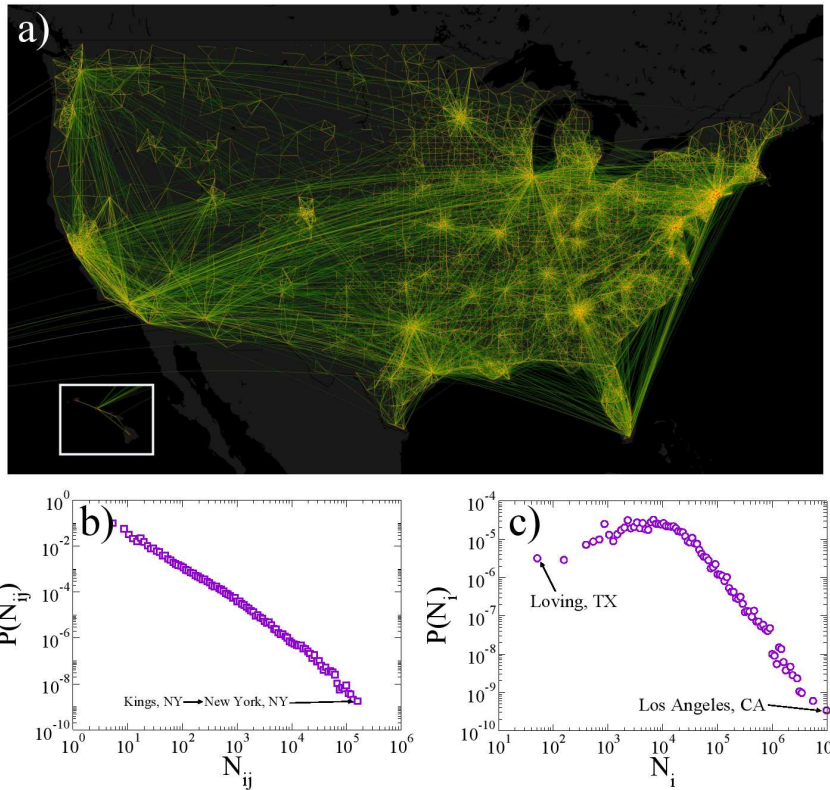 a)
b)
10^0
10^-2
10^-4
10^-6
10^-8
10^-10
P(N_ij)
Kings, NY→New York, NY
10^0 10^1 10^2 10^3 10^4 10^5 10^6
N_ij
c)
10^-4
10^-5
10^-6
10^-7
10^-8
10^-9
10^-10
P(N_i)
Loving, TX
Los Angeles, CA
10^1 10^2 10^3 10^4 10^5 10^6 10^7
N_i